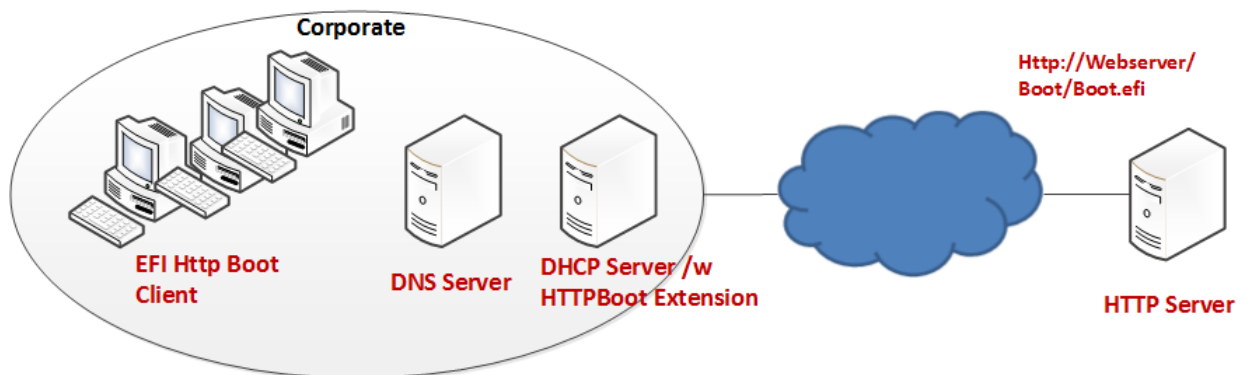 Corporate
Http://Webserver/
Boot/Boot.efi
EFI Http Boot
Client
DNS Server
DHCP Server /w
HTTPBoot Extension
HTTP Server